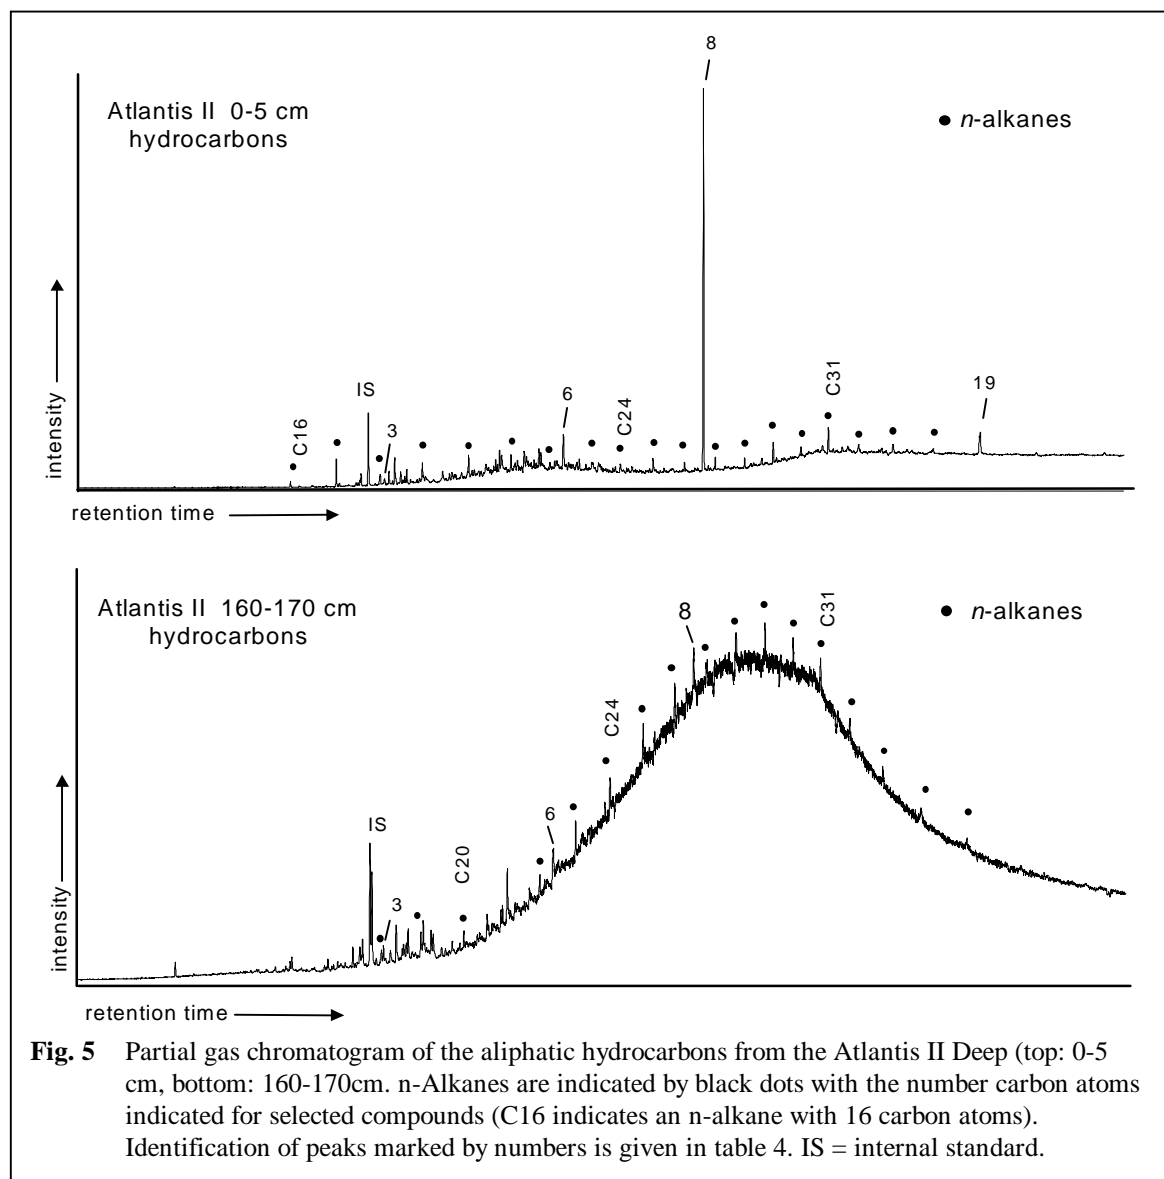 8
Atlantis II 0-5 cm
hydrocarbons
● n-alkanes
IS
C16
3
6
C24
C31
19
intensity
retention time
Atlantis II 160-170 cm
hydrocarbons
● n-alkanes
8
C31
C24
6
IS
C20
3
intensity
retention time
Fig. 5 Partial gas chromatogram of the aliphatic hydrocarbons from the Atlantis II Deep (top: 0-5
cm, bottom: 160-170cm. n-Alkanes are indicated by black dots with the number carbon atoms
indicated for selected compounds (C16 indicates an n-alkane with 16 carbon atoms).
Identification of peaks marked by numbers is given in table 4. IS = internal standard.